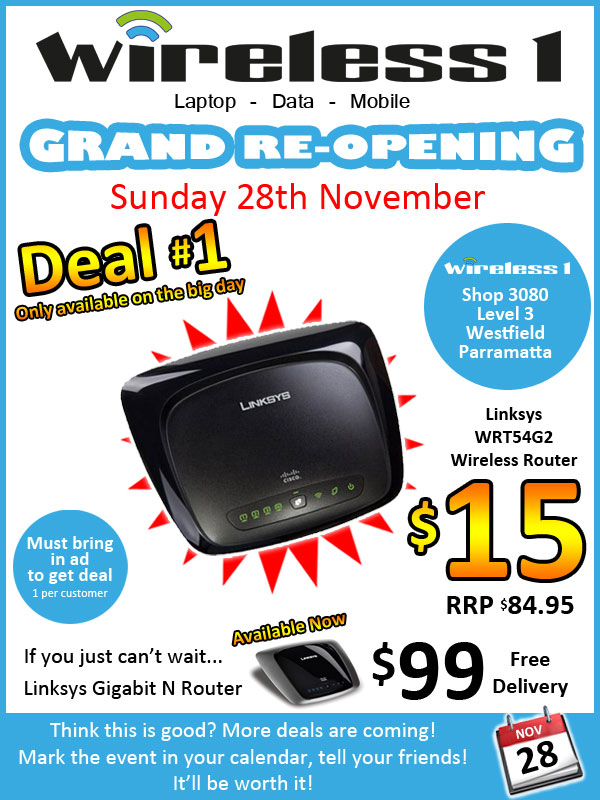 wireless 1
Laptop - Data - Mobile
GRAND RE-OPENING
Sunday 28th November
Deal #1
Only available on the big day
wireless 1
Shop 3080
Level 3
Westfield
Parramatta
LINKSYS
CISCO
Linksys
WRT54G2
Wireless Router
$15
RRP $84.95
Must bring
in ad
to get deal
1 per customer
Available Now
If you just can't wait...
Linksys Gigabit N Router
$99
Free
Delivery
Think this is good? More deals are coming!
Mark the event in your calendar, tell your friends!
It'll be worth it!
NOV
28